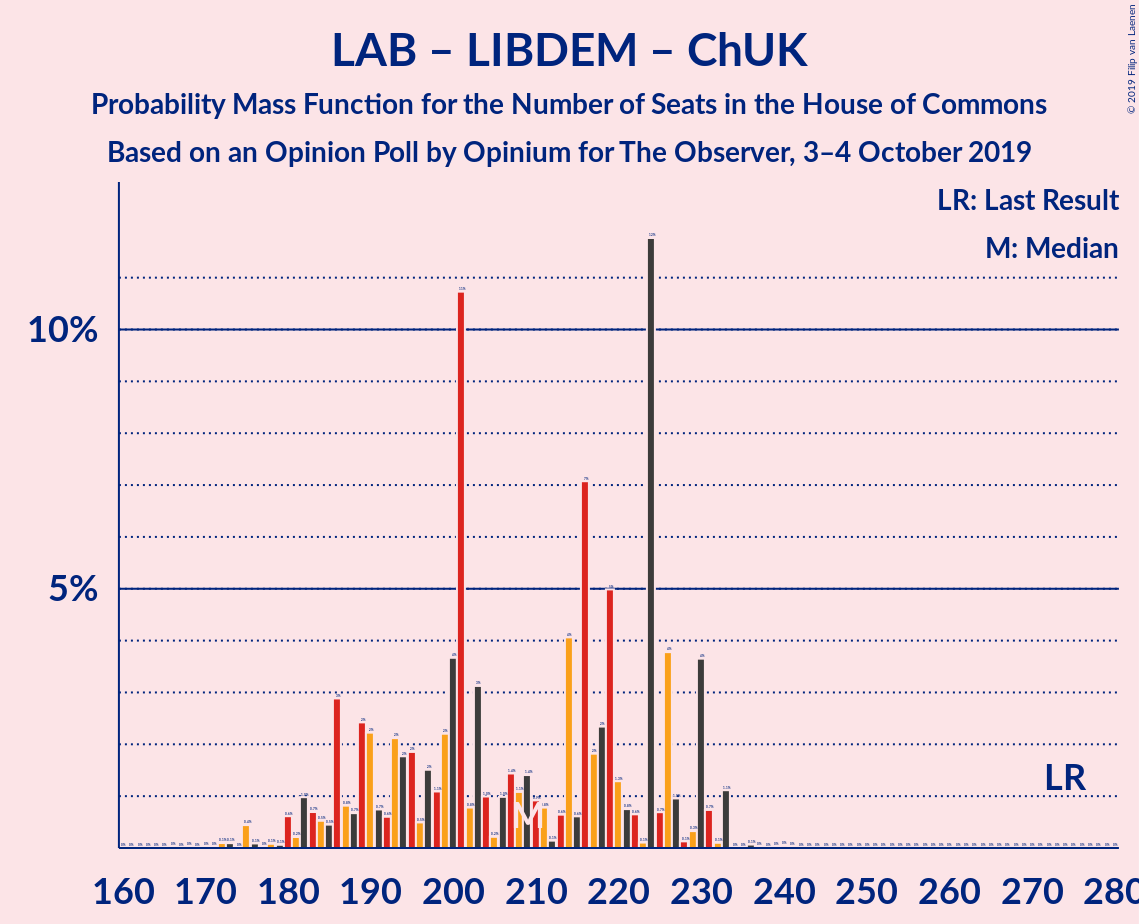 LAB – LIBDEM – ChUK
Probability Mass Function for the Number of Seats in the House of Commons
Based on an Opinion Poll by Opinium for The Observer, 3–4 October 2019
© 2019 Filip van Laenen
LR: Last Result
M: Median
10%
5%
M
LR
160 170 180 190 200 210 220 230 240 250 260 270 280